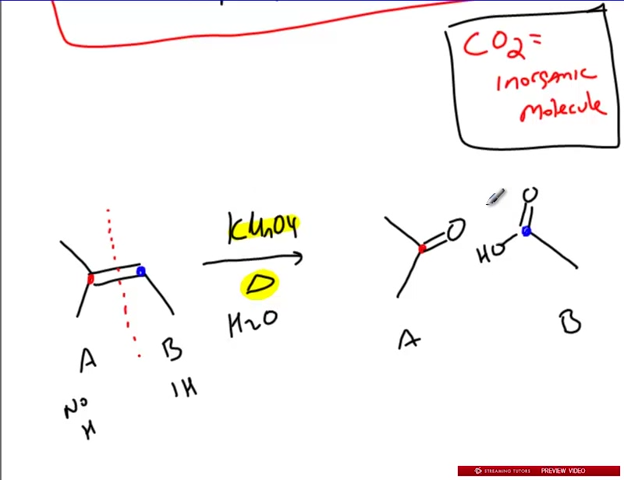 CO2=
inorganic
molecule
KMnO4
Δ
H2O
O
O
HO
A
B
No
H
1H
A
B
STREAMING TUTORS PREVIEW VIDEO